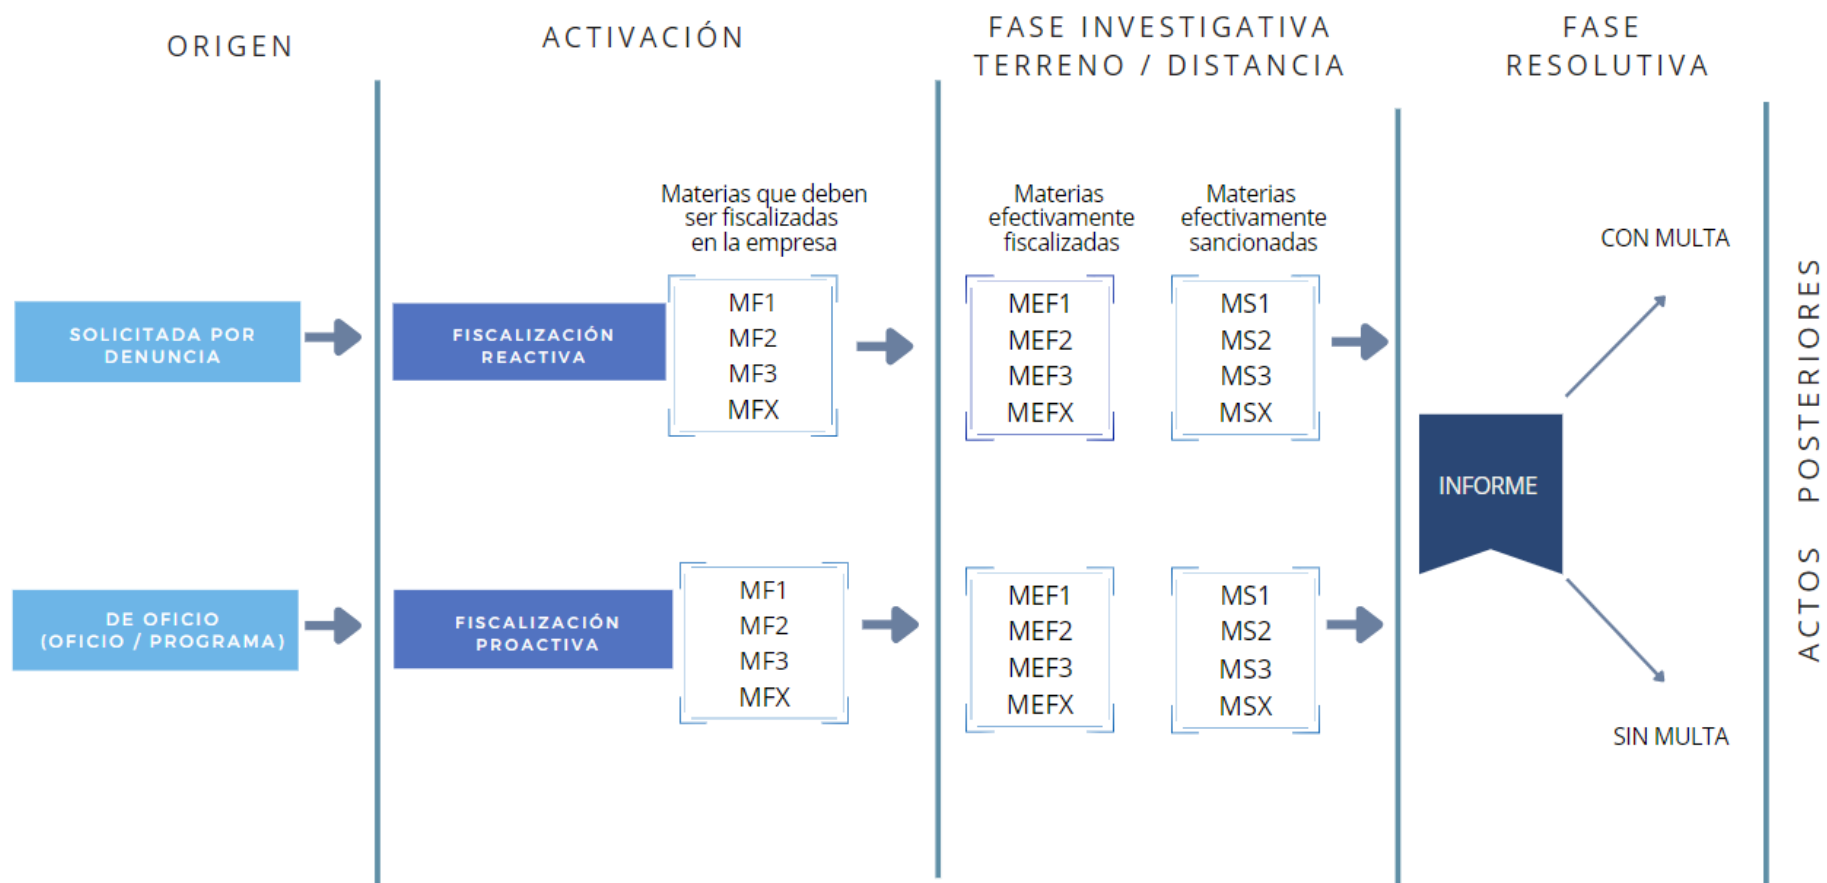 ORIGEN
ACTIVACIÓN
FASE INVESTIGATIVA
TERRENO / DISTANCIA
FASE
RESOLUTIVA
Materias que deben
ser fiscalizadas
en la empresa
Materias
efectivamente
fiscalizadas
Materias
efectivamente
sancionadas
SOLICITADA POR
DENUNCIA
FISCALIZACIÓN
REACTIVA
MF1
MF2
MF3
MFX
MEF1
MEF2
MEF3
MEFX
MS1
MS2
MS3
MSX
DE OFICIO
(OFICIO / PROGRAMA)
FISCALIZACIÓN
PROACTIVA
MF1
MF2
MF3
MFX
MEF1
MEF2
MEF3
MEFX
MS1
MS2
MS3
MSX
INFORME
CON MULTA
SIN MULTA
ACTOS POSTERIORES